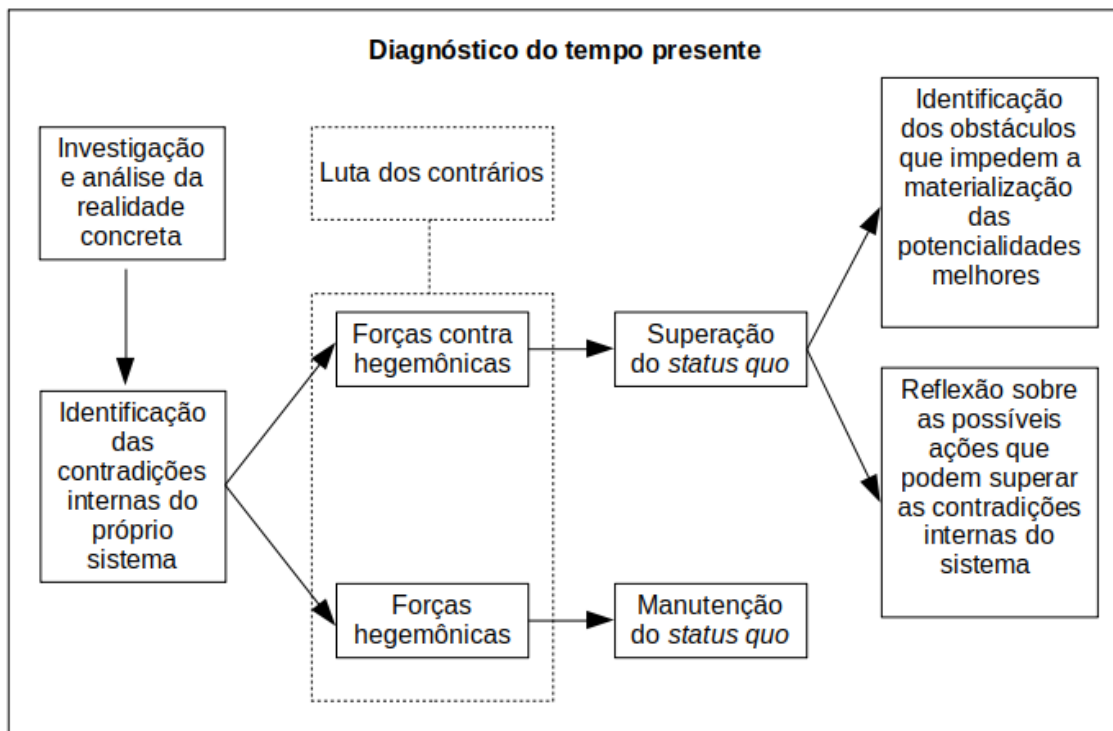 Diagnóstico do tempo presente
Investigação
e análise da
realidade
concreta
Identificação
das
contradições
internas do
próprio
sistema
Luta dos contrários
Forças contra
hegemônicas
Forças
hegemônicas
Superação
do status quo
Manutenção
do status quo
Identificação
dos obstáculos
que impedem a
materialização
das
potencialidades
melhores
Reflexão sobre
as possíveis
ações que
podem superar
as contradições
internas do
sistema